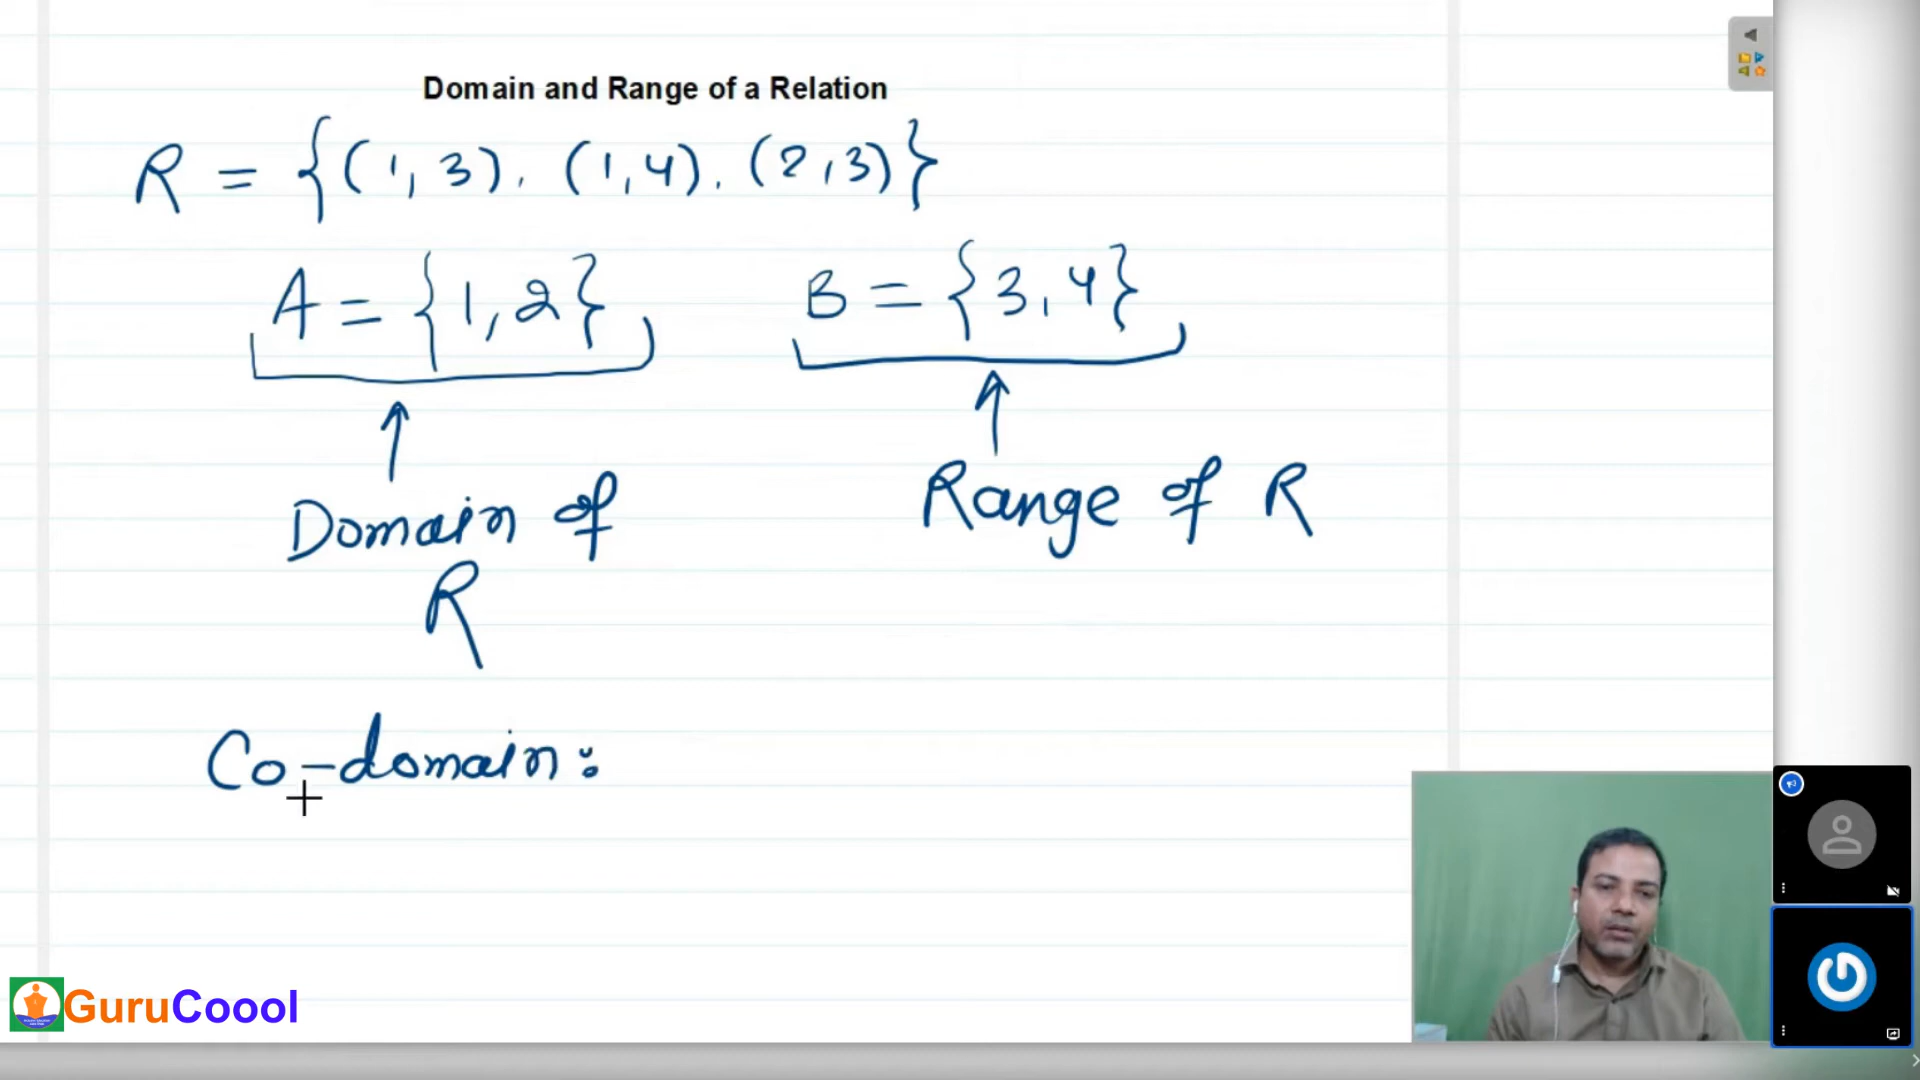 Domain and Range of a Relation
R = {(1, 3), (1, 4), (2, 3)}
A = {1, 2} B = {3, 4}
Domain of R
Range of R
Co-domain:
GuruCoool